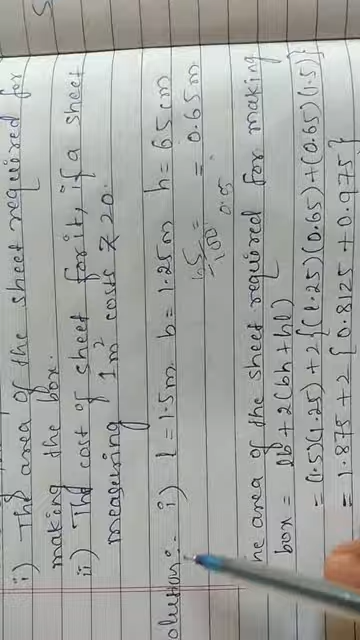 i) The area of the sheet required for
making the box.
ii) The cost of sheet for it, if a sheet
measuring 1m² costs ₹ 20.
olution:- i) l = 1.5m b = 1.25m h = 65cm
65/100 = = 0.65m
0.65
he area of the sheet required for making
box = lb + 2(bh + hl)
= (1.5)(1.25) + 2{(1.25)(0.65) + (0.65)(1.5)}
= 1.875 + 2{0.8125 + 0.975}